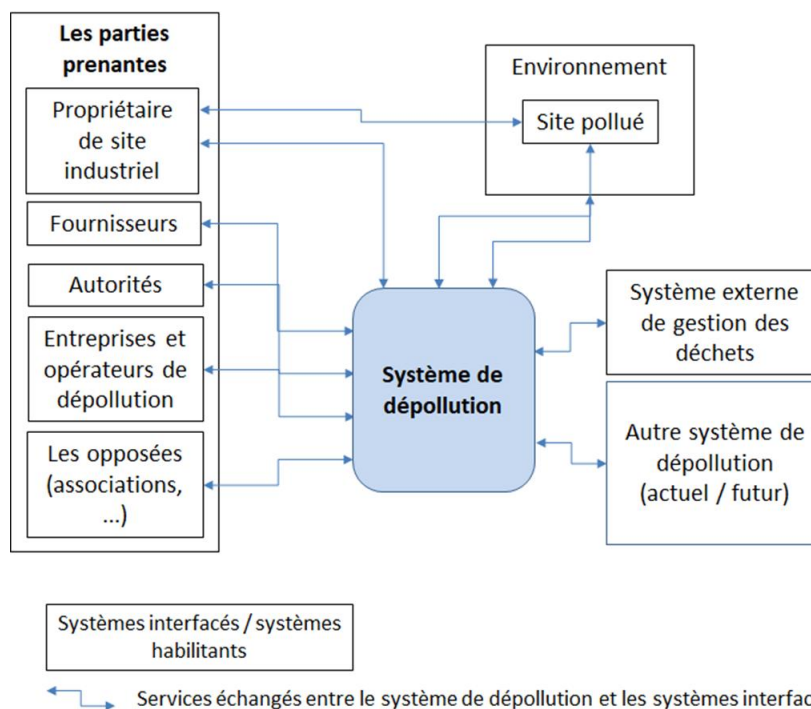 Les parties
prenantes
Propriétaire
de site
industriel
Fournisseurs
Autorités
Entreprises et
opérateurs de
dépollution
Les opposées
(associations,
...)
Environnement
Site pollué
Système de
dépollution
Système externe
de gestion des
déchets
Autre système de
dépollution
(actuel / futur)
Systèmes interfacés / systèmes
habilitants
Services échangés entre le système de dépollution et les systèmes